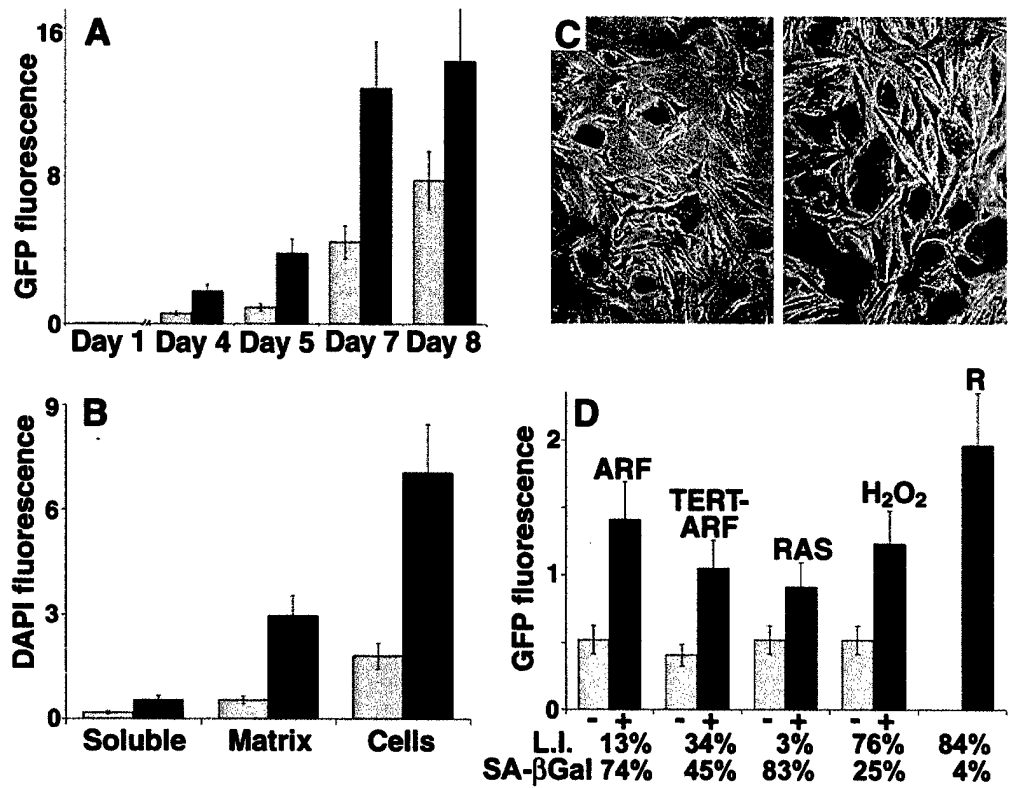 A
GFP fluorescence
16
8
0
Day 1 Day 4 Day 5 Day 7 Day 8
B
DAPI fluorescence
9
6
3
0
Soluble Matrix Cells
C
D
GFP fluorescence
2
1
0
ARF
TERT-
ARF
RAS
H2O2
R
- + - + - + - +
L.I. 13% 34% 3% 76% 84%
SA-βGal 74% 45% 83% 25% 4%